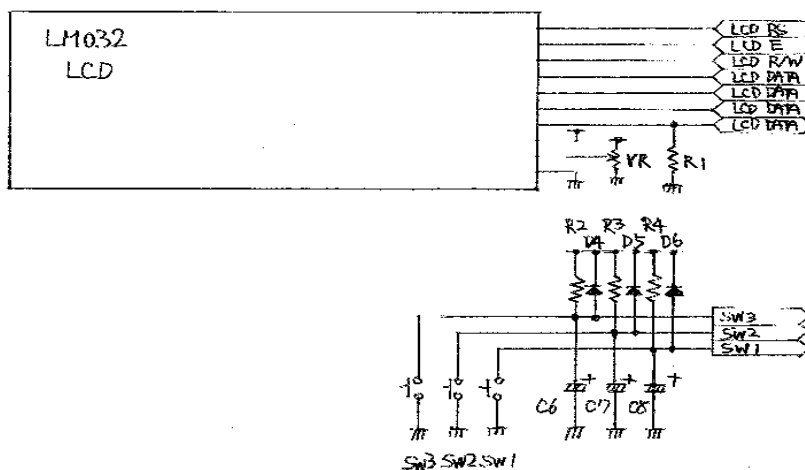 LM032
LCD
LCD RS
LCD E
LCD R/W
LCD DATA
LCD DATA
LCD DATA
LCD DATA
VR
R1
R2
D4
R3
D5
R4
D6
SW3
SW2
SW1
C6
C7
C8
SW3
SW2
SW1